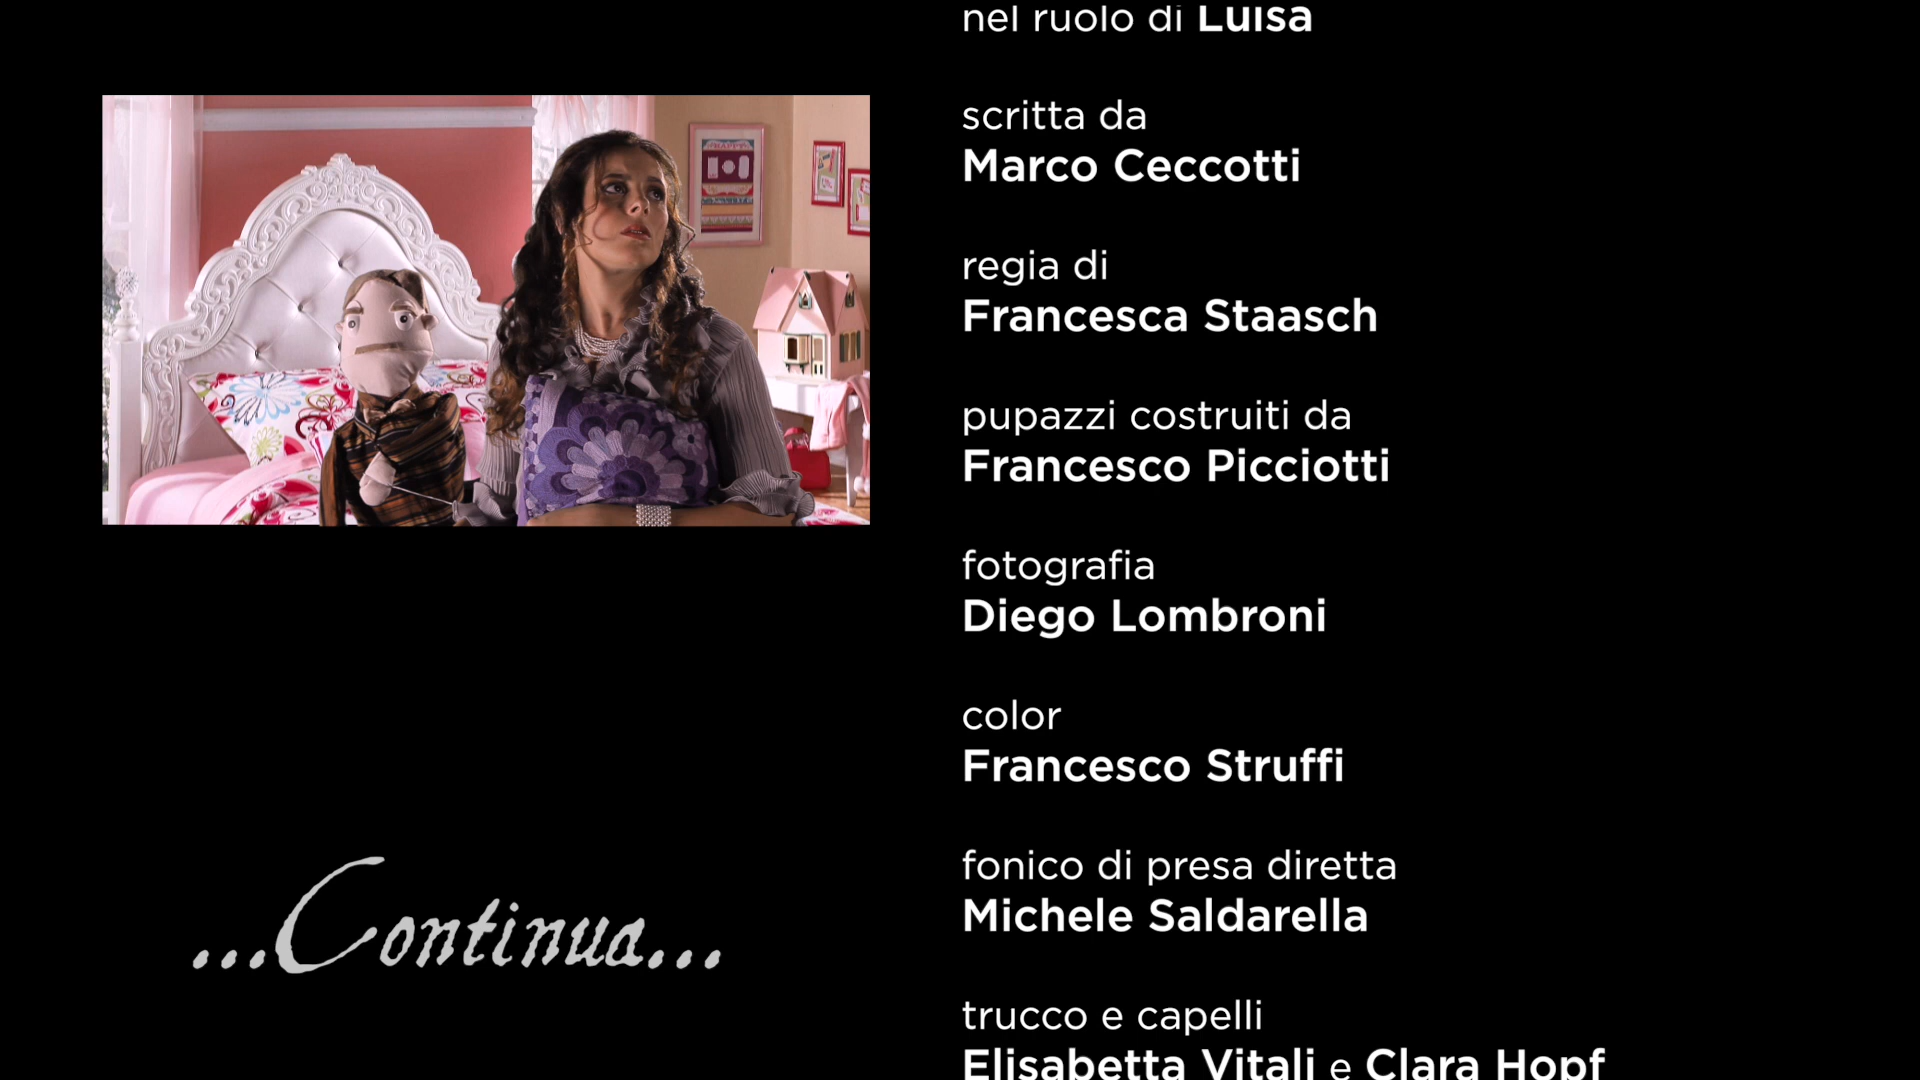 nel ruolo di Luisa
scritta da
Marco Ceccotti
regia di
Francesca Staasch
pupazzi costruiti da
Francesco Picciotti
fotografia
Diego Lombroni
color
Francesco Struffi
fonico di presa diretta
Michele Saldarella
trucco e capelli
Elisabetta Vitali e Clara Hopf
...Continua...